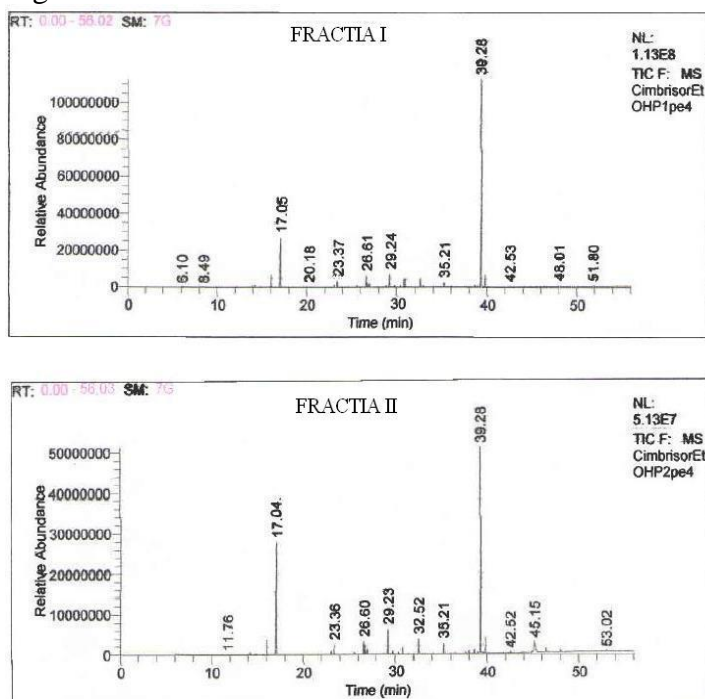 RT: 0.00 - 56.02 SM: 7G
FRACTIA I
NL:
1.13E8
TIC F: MS
CimbrisorEt
OHP1pe4
39.28
100000000
80000000
60000000
40000000
20000000
0
Relative Abundance
6.10
8.49
17.05
20.18
23.37
26.61
29.24
35.21
42.53
48.01
51.80
0 10 20 30 40 50
Time (min)
RT: 0.00 - 56.03 SM: 7G
FRACTIA II
NL:
5.13E7
TIC F: MS
CimbrisorEt
OHP2pe4
39.28
50000000
40000000
30000000
20000000
10000000
0
Relative Abundance
11.76
17.04
23.36
26.60
29.23
32.52
35.21
42.52
45.15
53.02
0 10 20 30 40 50
Time (min)